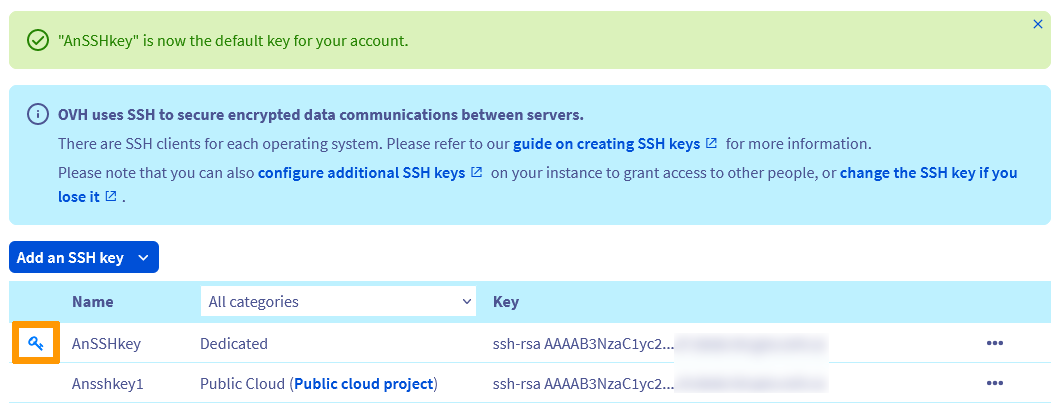 "AnSSHkey" is now the default key for your account.
OVH uses SSH to secure encrypted data communications between servers.
There are SSH clients for each operating system. Please refer to our guide on creating SSH keys for more information.
Please note that you can also configure additional SSH keys on your instance to grant access to other people, or change the SSH key if you
lose it .
Add an SSH key
Name All categories Key
AnSSHkey Dedicated ssh-rsa AAAAB3NzaC1yc2...
Ansshkey1 Public Cloud (Public cloud project) ssh-rsa AAAAB3NzaC1yc2...